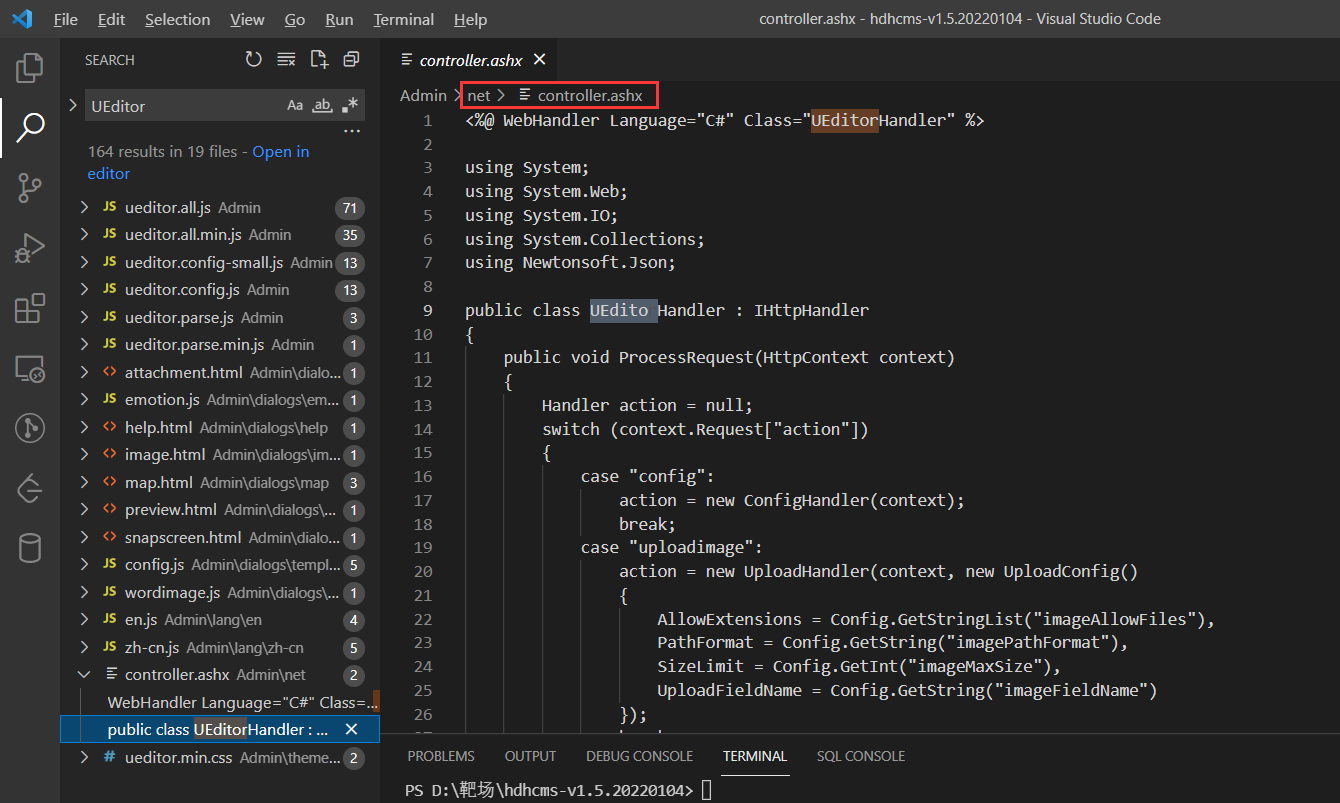 File Edit Selection View Go Run Terminal Help
controller.ashx - hdhcms-v1.5.20220104 - Visual Studio Code
SEARCH
UEditor
Aa ab, .*
164 results in 19 files - Open in
editor
JS ueditor.all.js Admin 71
JS ueditor.all.min.js Admin 35
JS ueditor.config-small.js Admin 13
JS ueditor.config.js Admin 13
JS ueditor.parse.js Admin 3
JS ueditor.parse.min.js Admin 1
<> attachment.html Admin\dialo... 1
JS emotion.js Admin\dialogs\em... 1
<> help.html Admin\dialogs\help 1
<> image.html Admin\dialogs\im... 1
<> map.html Admin\dialogs\map 3
<> preview.html Admin\dialogs\... 1
<> snapscreen.html Admin\dialo... 1
JS config.js Admin\dialogs\templ... 5
JS wordimage.js Admin\dialogs\... 1
JS en.js Admin\lang\en 4
JS zh-cn.js Admin\lang\zh-cn 5
controller.ashx Admin\net 2
WebHandler Language="C#" Class=...
public class UEditorHandler : ...
# ueditor.min.css Admin\theme... 2
controller.ashx
Admin > net > controller.ashx
1 <%@ WebHandler Language="C#" Class="UEditorHandler" %>
2
3 using System;
4 using System.Web;
5 using System.IO;
6 using System.Collections;
7 using Newtonsoft.Json;
8
9 public class UEdito Handler : IHttpHandler
10 {
11 public void ProcessRequest(HttpContext context)
12 {
13 Handler action = null;
14 switch (context.Request["action"])
15 {
16 case "config":
17 action = new ConfigHandler(context);
18 break;
19 case "uploadimage":
20 action = new UploadHandler(context, new UploadConfig()
21 {
22 AllowExtensions = Config.GetStringList("imageAllowFiles"),
23 PathFormat = Config.GetString("imagePathFormat"),
24 SizeLimit = Config.GetInt("imageMaxSize"),
25 UploadFieldName = Config.GetString("imageFieldName")
26 });
PROBLEMS OUTPUT DEBUG CONSOLE TERMINAL SQL CONSOLE
PS D:\靶场\hdhcms-v1.5.20220104>